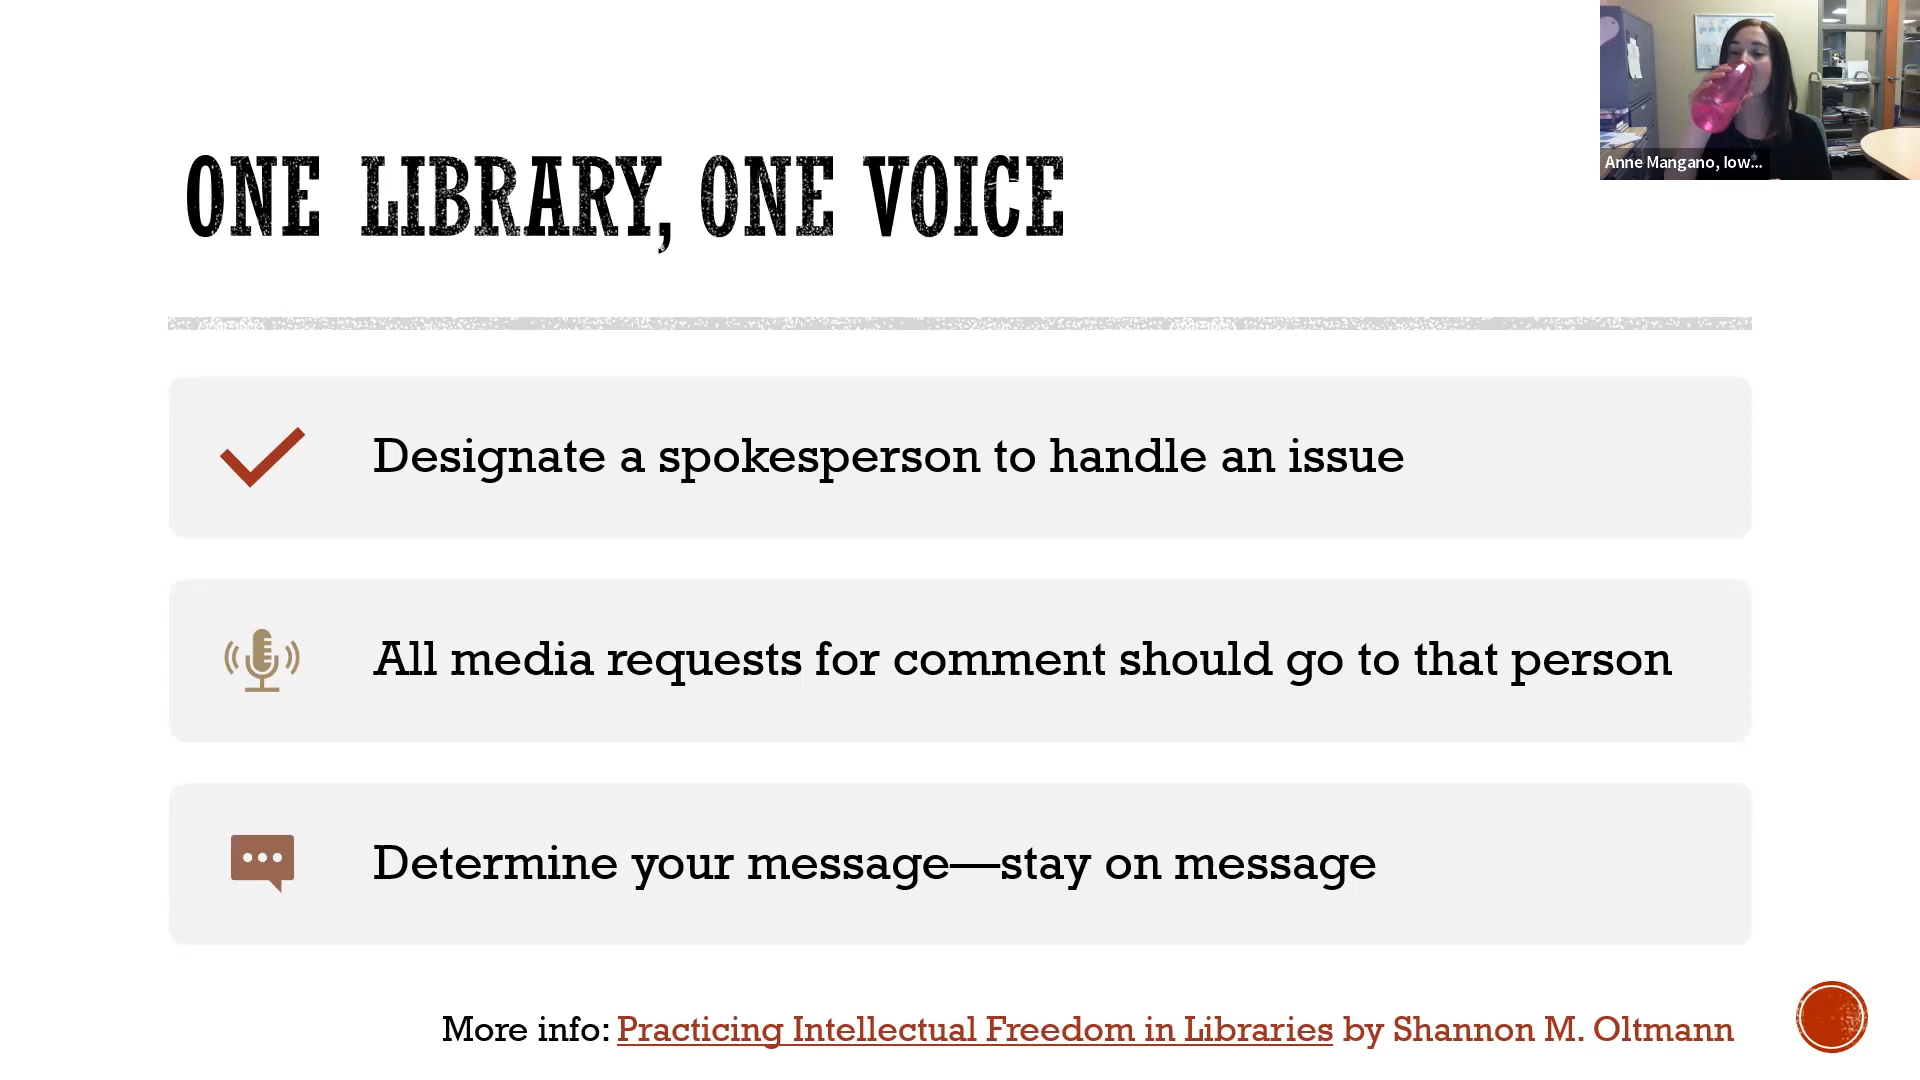 ONE LIBRARY, ONE VOICE
Anne Mangano, Iow...
Designate a spokesperson to handle an issue
All media requests for comment should go to that person
Determine your message—stay on message
More info: Practicing Intellectual Freedom in Libraries by Shannon M. Oltmann